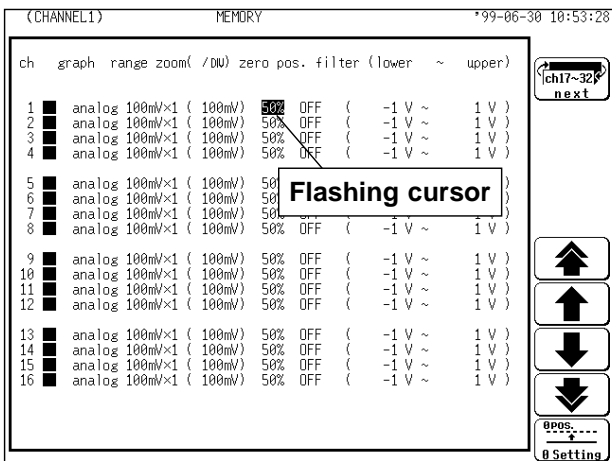 (CHANNEL1) MEMORY '99-06-30 10:53:28
ch graph range zoom( /DIV) zero pos. filter (lower ~ upper)
ch17~32
next
1 analog 100mV×1 ( 100mV) 50% OFF ( -1 V ~ 1 V )
2 analog 100mV×1 ( 100mV) 50% OFF ( -1 V ~ 1 V )
3 analog 100mV×1 ( 100mV) 50% OFF ( -1 V ~ 1 V )
4 analog 100mV×1 ( 100mV) 50% OFF ( -1 V ~ 1 V )
5 analog 100mV×1 ( 100mV) 50 )
6 analog 100mV×1 ( 100mV) 50 )
Flashing cursor
7 analog 100mV×1 ( 100mV) 50 )
8 analog 100mV×1 ( 100mV) 50% OFF ( -1 V ~ 1 V )
9 analog 100mV×1 ( 100mV) 50% OFF ( -1 V ~ 1 V )
10 analog 100mV×1 ( 100mV) 50% OFF ( -1 V ~ 1 V )
11 analog 100mV×1 ( 100mV) 50% OFF ( -1 V ~ 1 V )
12 analog 100mV×1 ( 100mV) 50% OFF ( -1 V ~ 1 V )
13 analog 100mV×1 ( 100mV) 50% OFF ( -1 V ~ 1 V )
14 analog 100mV×1 ( 100mV) 50% OFF ( -1 V ~ 1 V )
15 analog 100mV×1 ( 100mV) 50% OFF ( -1 V ~ 1 V )
16 analog 100mV×1 ( 100mV) 50% OFF ( -1 V ~ 1 V )
0POS.
0 Setting